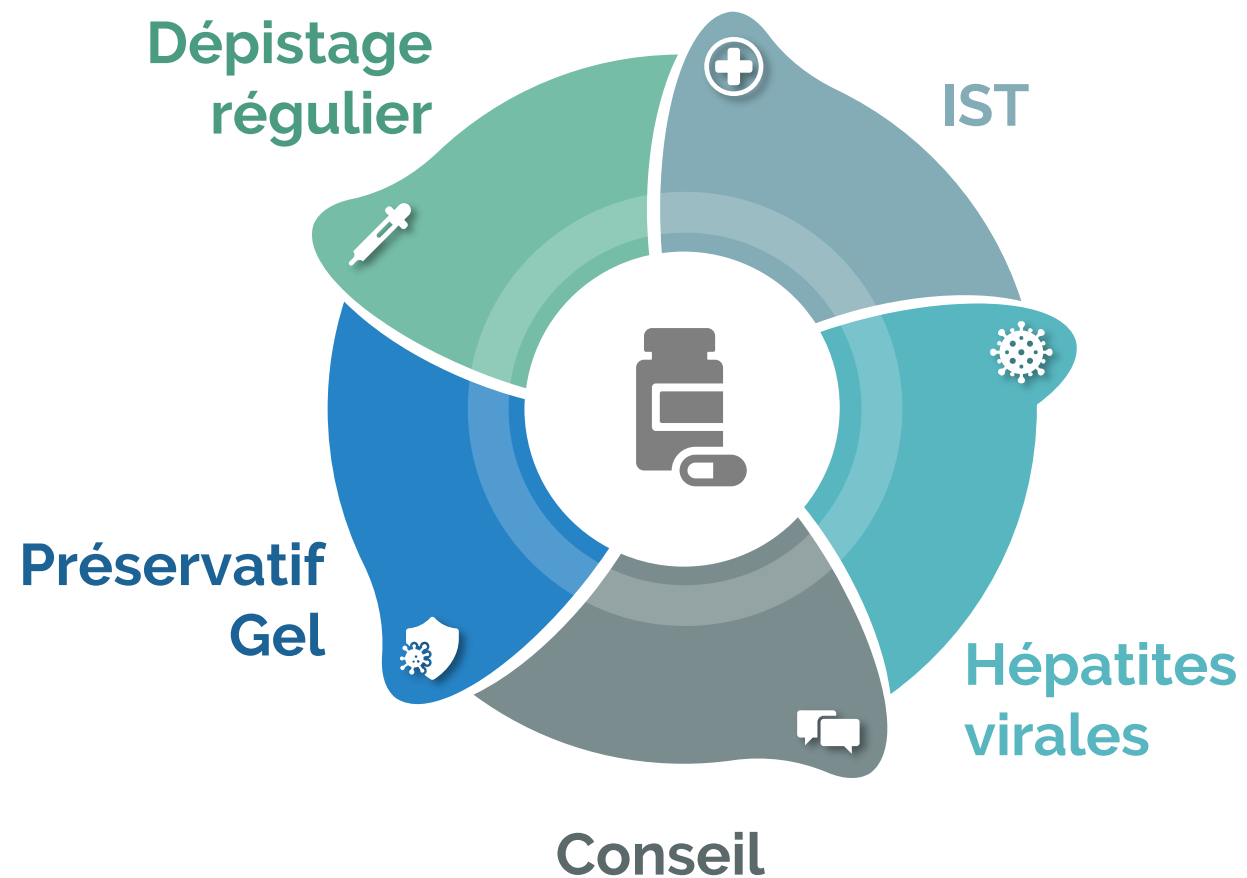 Dépistage
régulier
IST
Hépatites
virales
Conseil
Préservatif
Gel